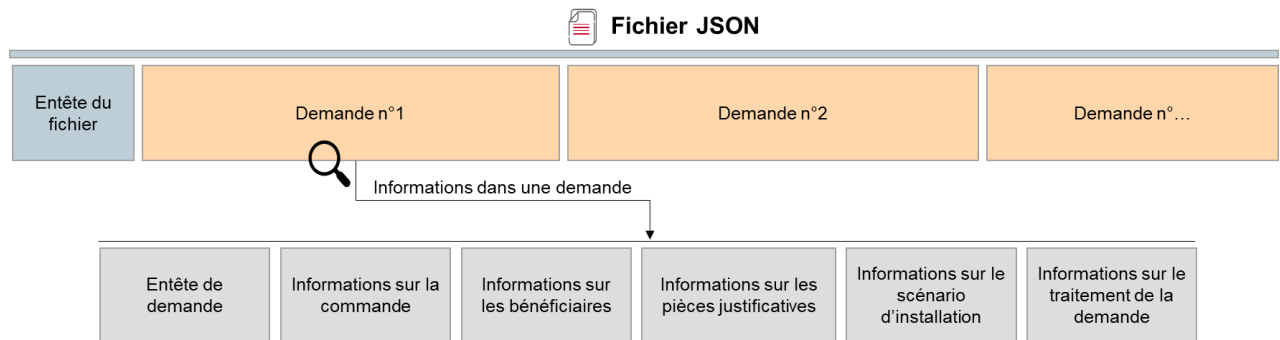 Fichier JSON
Entête du
fichier
Demande n°1
Demande n°2
Demande n°…
Informations dans une demande
Entête de
demande
Informations sur la
commande
Informations sur
les bénéficiaires
Informations sur les
pièces justificatives
Informations sur le
scénario
d'installation
Informations sur le
traitement de la
demande